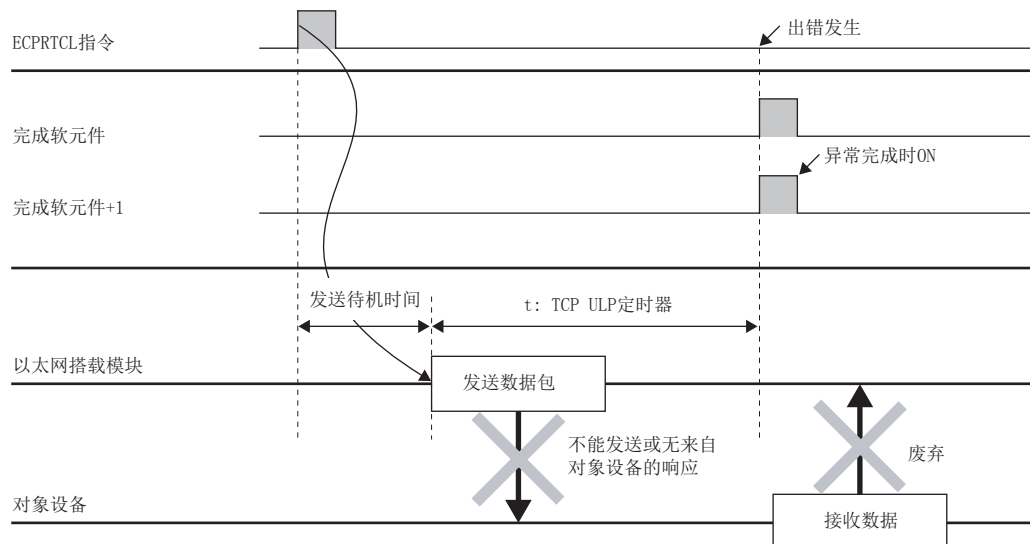 ECPRTCL指令
出错发生
完成软元件
异常完成时ON
完成软元件+1
发送待机时间
t: TCP ULP定时器
以太网搭载模块
发送数据包
不能发送或无来自
对象设备的响应
废弃
对象设备
接收数据